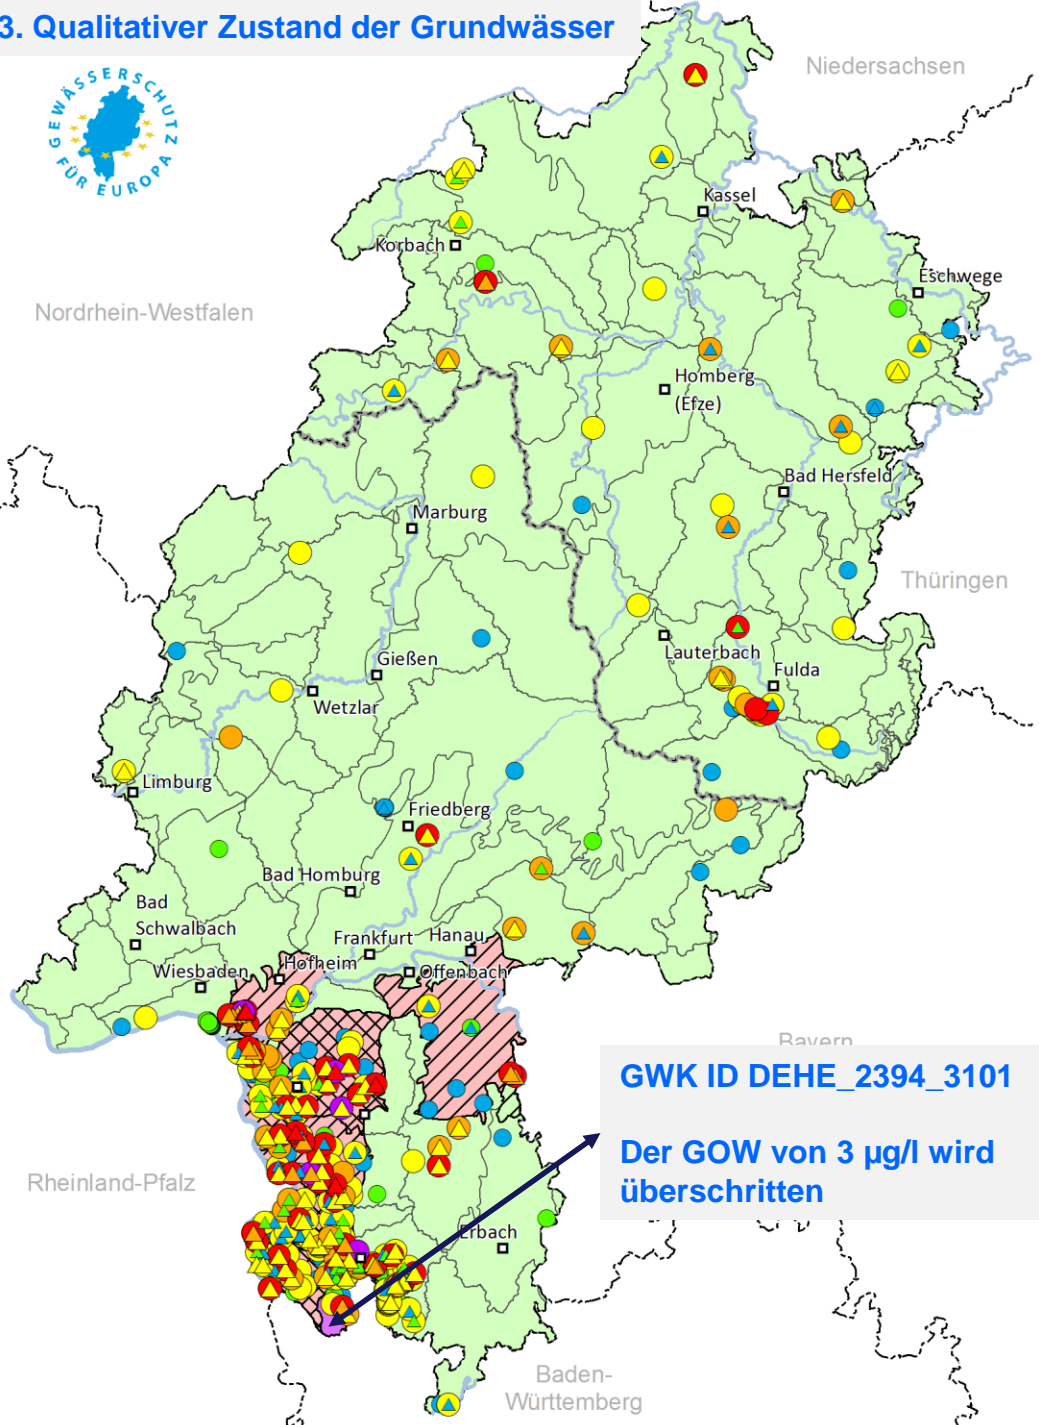 3. Qualitativer Zustand der Grundwässer
GEWÄSSERSCHUTZ
FÜR EUROPA
Niedersachsen
Kassel
Korbach
Eschwege
Nordrhein-Westfalen
Homberg
(Efze)
Bad Hersfeld
Marburg
Thüringen
Lauterbach
Gießen
Fulda
Wetzlar
Limburg
Friedberg
Bad Homburg
Bad
Schwalbach
Frankfurt
Hanau
Hofheim
Offenbach
Wiesbaden
Bayern
GWK ID DEHE_2394_3101
Der GOW von 3 µg/l wird
überschritten
Rheinland-Pfalz
Erbach
Baden-
Württemberg